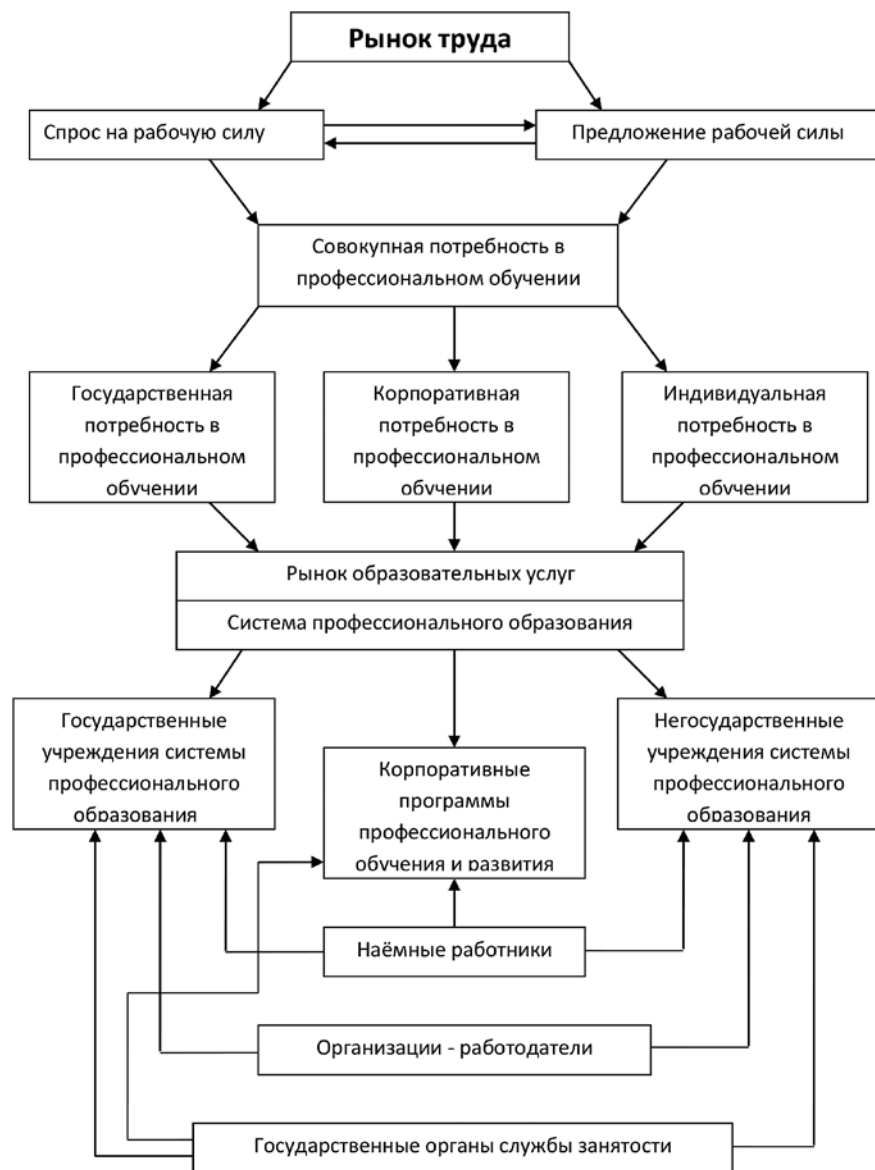 Рынок труда
Спрос на рабочую силу
Предложение рабочей силы
Совокупная потребность в
профессиональном обучении
Государственная
потребность в
профессиональном
обучении
Корпоративная
потребность в
профессиональном
обучении
Индивидуальная
потребность в
профессиональном
обучении
Рынок образовательных услуг
Система профессионального образования
Государственные
учреждения системы
профессионального
образования
Корпоративные
программы
профессионального
обучения и развития
Негосударственные
учреждения системы
профессионального
образования
Наёмные работники
Организации - работодатели
Государственные органы службы занятости